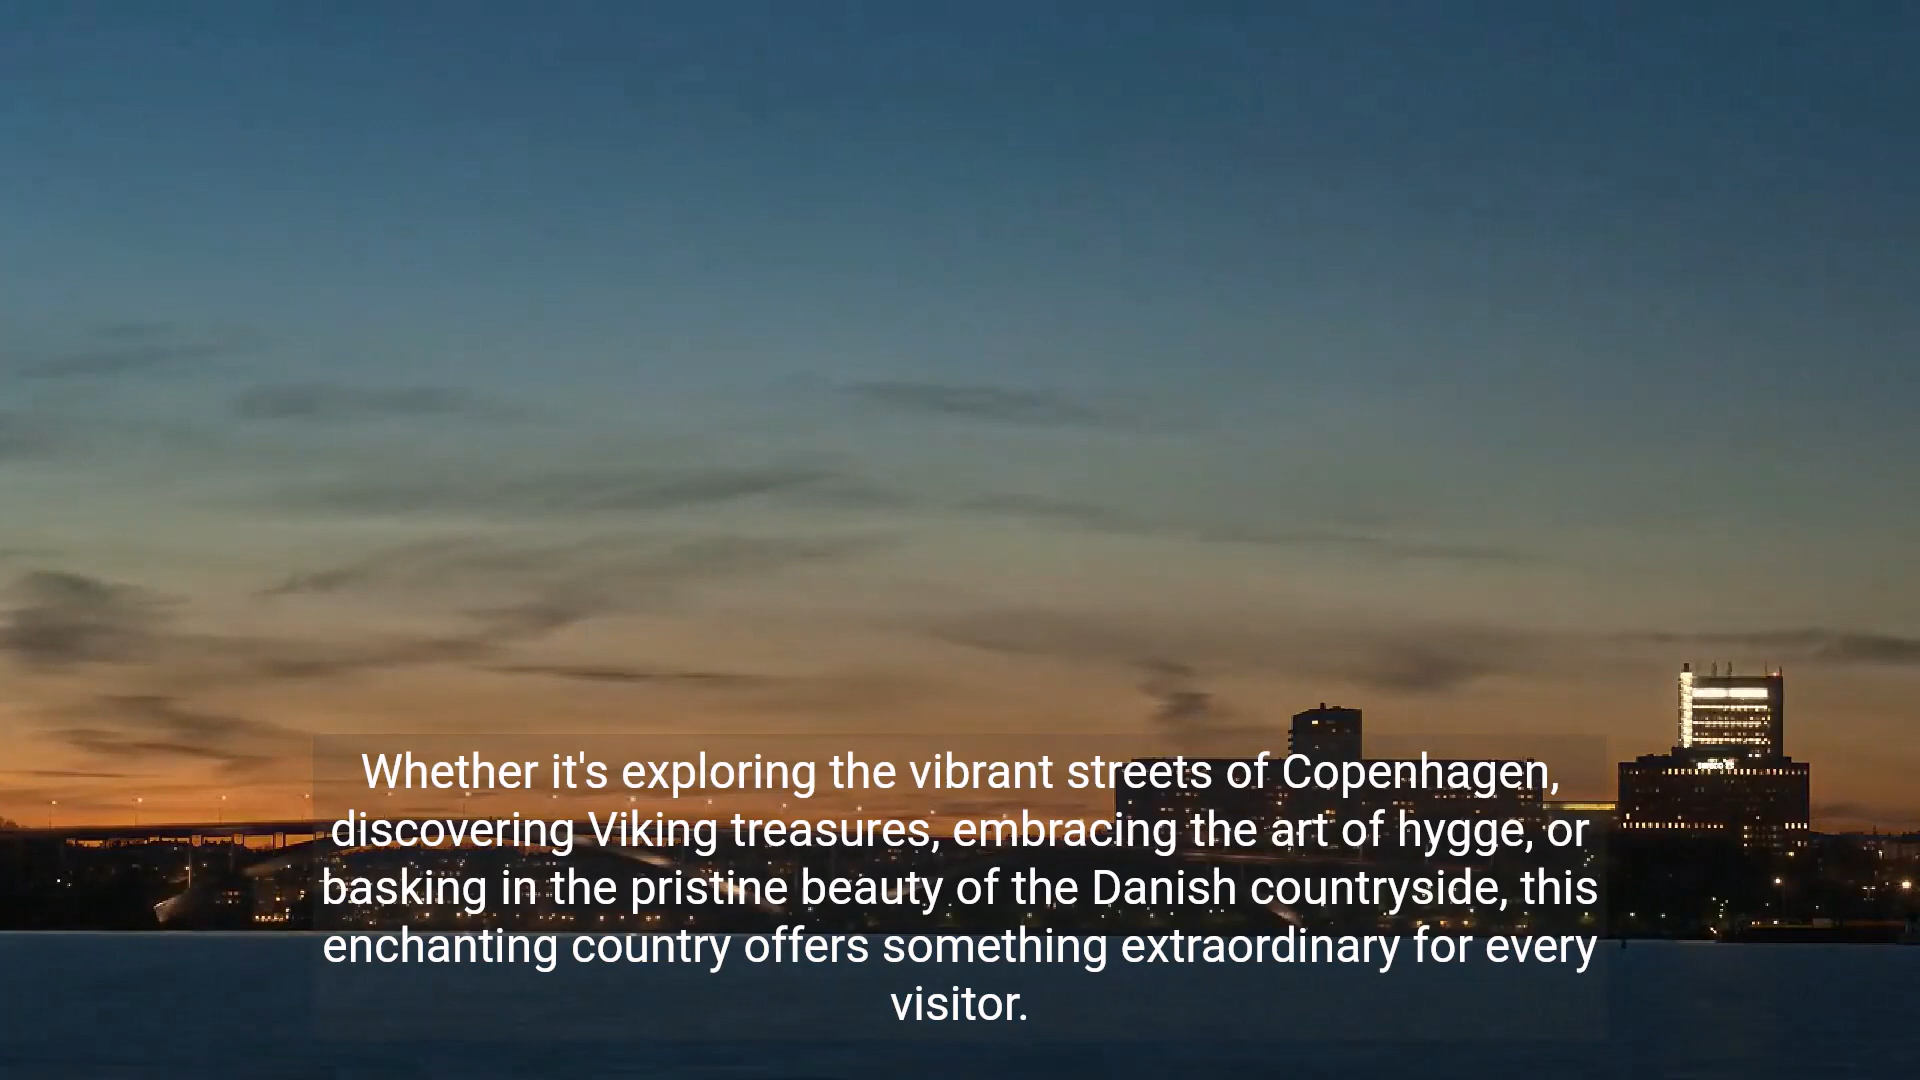 Whether it's exploring the vibrant streets of Copenhagen,
discovering Viking treasures, embracing the art of hygge, or
basking in the pristine beauty of the Danish countryside, this
enchanting country offers something extraordinary for every
visitor.